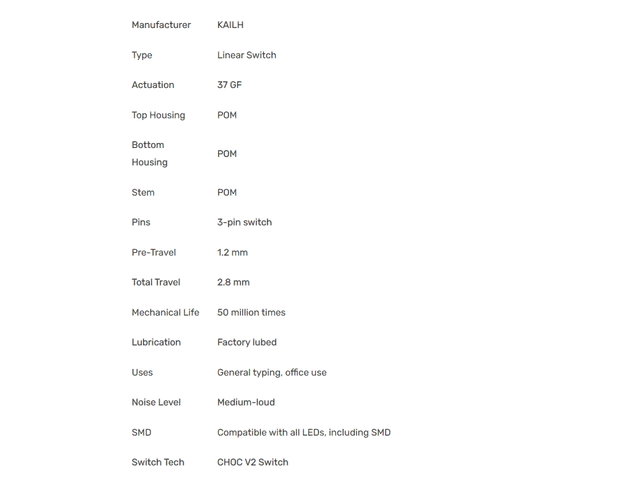 Manufacturer KAILH
Type Linear Switch
Actuation 37 GF
Top Housing POM
Bottom
Housing POM
Stem POM
Pins 3-pin switch
Pre-Travel 1.2 mm
Total Travel 2.8 mm
Mechanical Life 50 million times
Lubrication Factory lubed
Uses General typing, office use
Noise Level Medium-loud
SMD Compatible with all LEDs, including SMD
Switch Tech CHOC V2 Switch